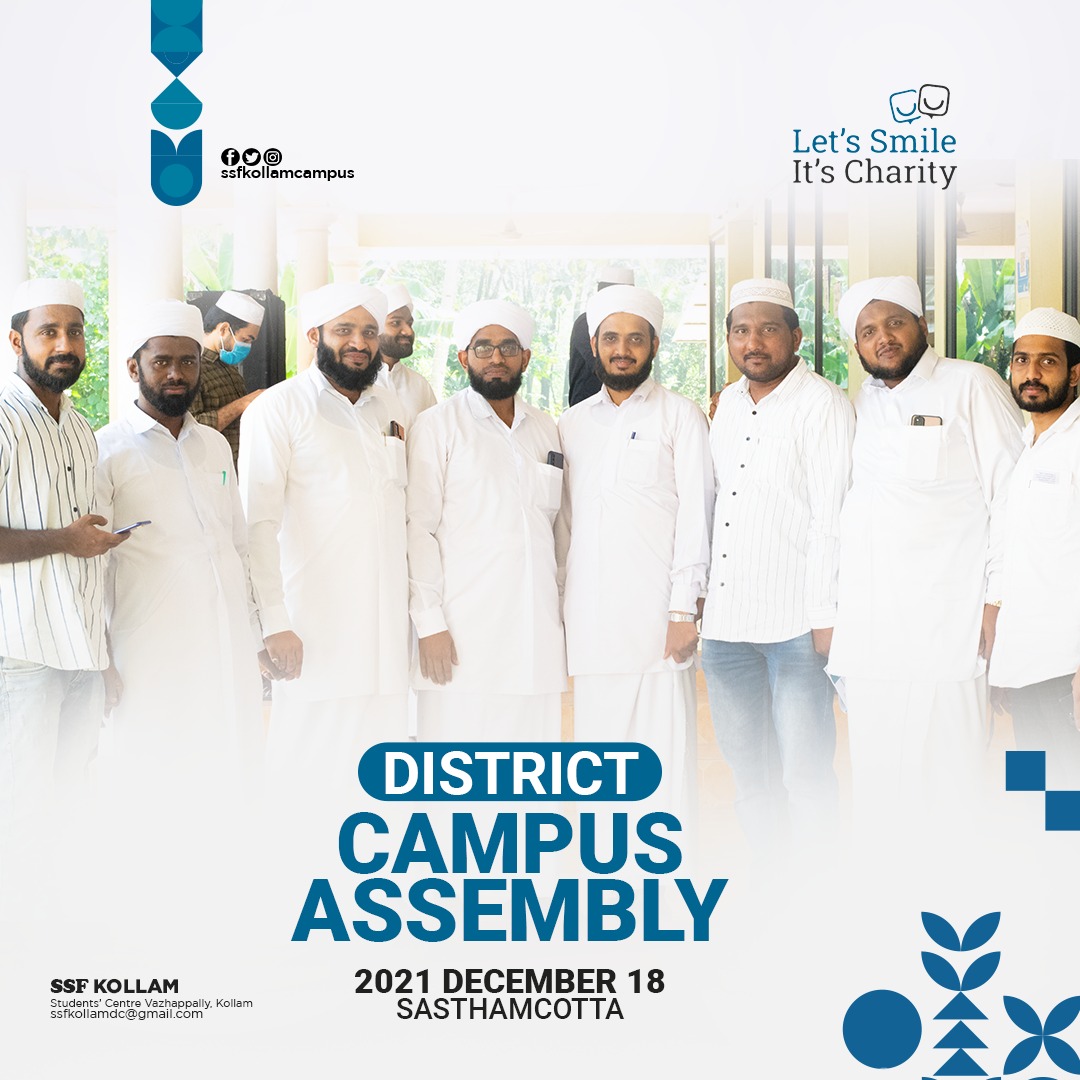 ssfkollamcampus
Let's Smile
It's Charity
DISTRICT
CAMPUS
ASSEMBLY
2021 DECEMBER 18
SASTHAMCOTTA
SSF KOLLAM
Students' Centre Vazhappally, Kollam
ssfkollamdc@gmail.com